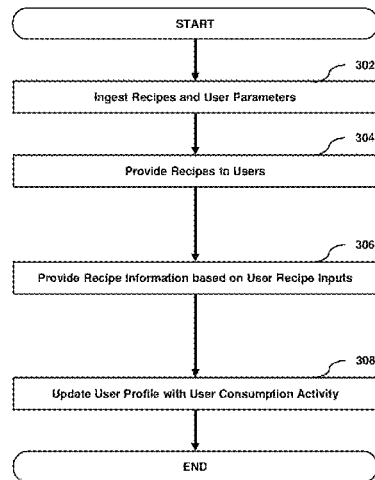 START
302
Ingest Recipes and User Parameters
304
Provide Recipes to Users
306
Provide Recipe Information based on User Recipe Inputs
308
Update User Profile with User Consumption Activity
END